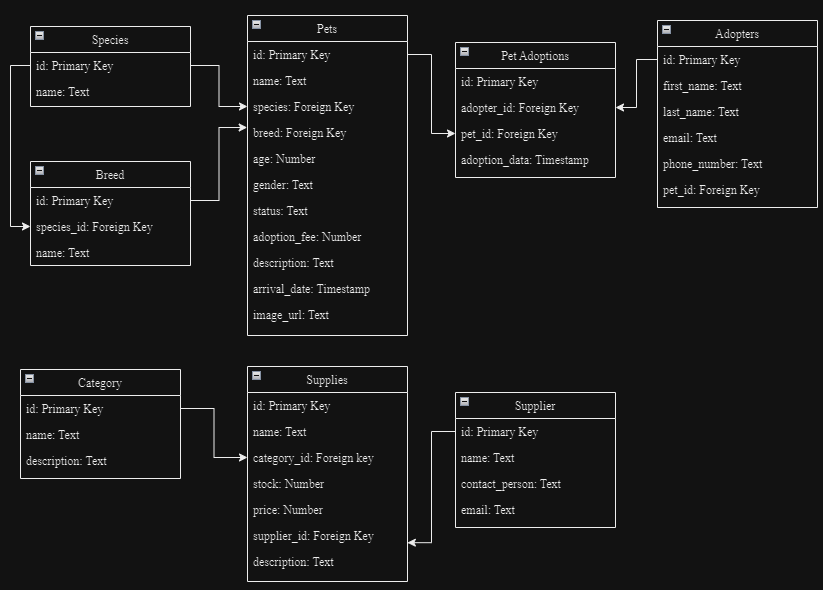 Species
id: Primary Key
name: Text
Breed
id: Primary Key
species_id: Foreign Key
name: Text
Pets
id: Primary Key
name: Text
species: Foreign Key
breed: Foreign Key
age: Number
gender: Text
status: Text
adoption_fee: Number
description: Text
arrival_date: Timestamp
image_url: Text
Pet Adoptions
id: Primary Key
adopter_id: Foreign Key
pet_id: Foreign Key
adoption_data: Timestamp
Adopters
id: Primary Key
first_name: Text
last_name: Text
email: Text
phone_number: Text
pet_id: Foreign Key
Category
id: Primary Key
name: Text
description: Text
Supplies
id: Primary Key
name: Text
category_id: Foreign key
stock: Number
price: Number
supplier_id: Foreign Key
description: Text
Supplier
id: Primary Key
name: Text
contact_person: Text
email: Text